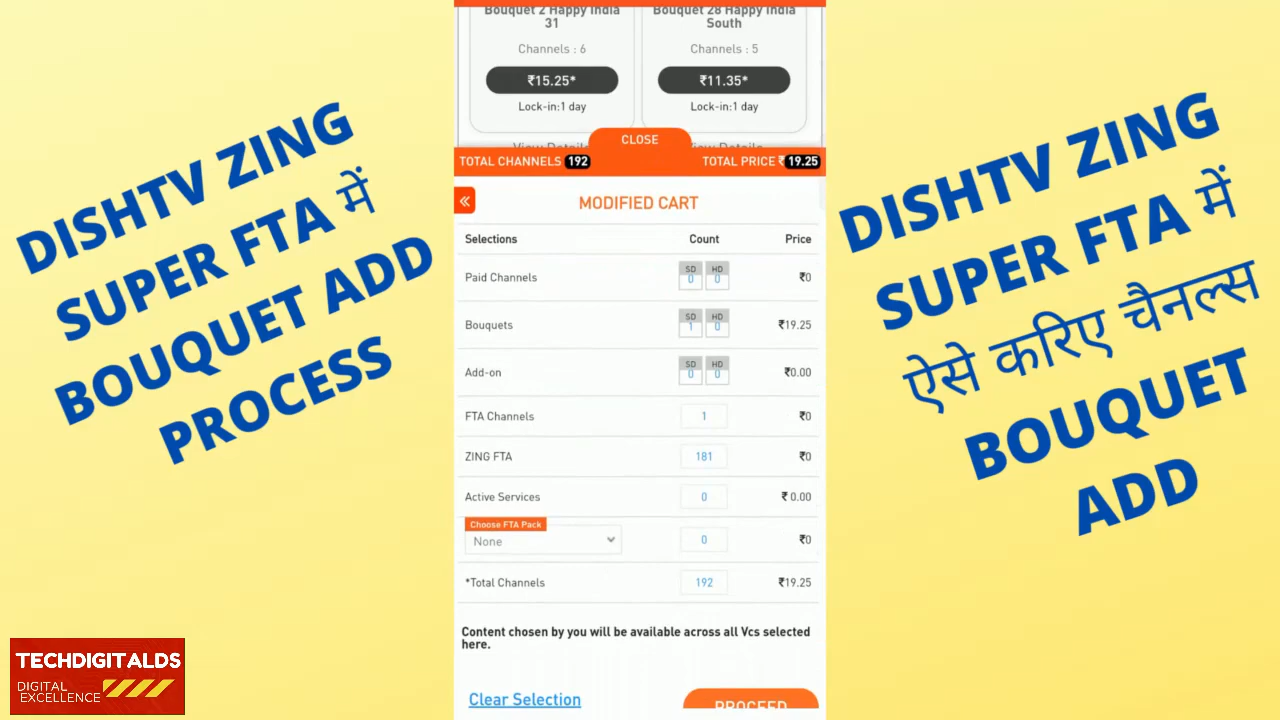 DISHTV ZING
SUPER FTA में
BOUQUET ADD
PROCESS
Bouquet 2 Happy India
31
Channels : 6
₹15.25*
Lock-in:1 day
Bouquet 28 Happy India
South
Channels : 5
₹11.35*
Lock-in:1 day
CLOSE
TOTAL CHANNELS 192
TOTAL PRICE ₹ 19.25
«
MODIFIED CART
Selections Count Price
Paid Channels SD 0 HD 0 ₹0
Bouquets SD 1 HD 0 ₹19.25
Add-on SD 0 HD 0 ₹0.00
FTA Channels 1 ₹0
ZING FTA 181 ₹0
Active Services 0 ₹ 0.00
Choose FTA Pack
None 0 ₹0
*Total Channels 192 ₹19.25
Content chosen by you will be available across all Vcs selected
here.
Clear Selection PROCEED
DISHTV ZING
SUPER FTA में
ऐसे करिए चैनल्स
BOUQUET
ADD
TECHDIGITALDS
DIGITAL
EXCELLENCE